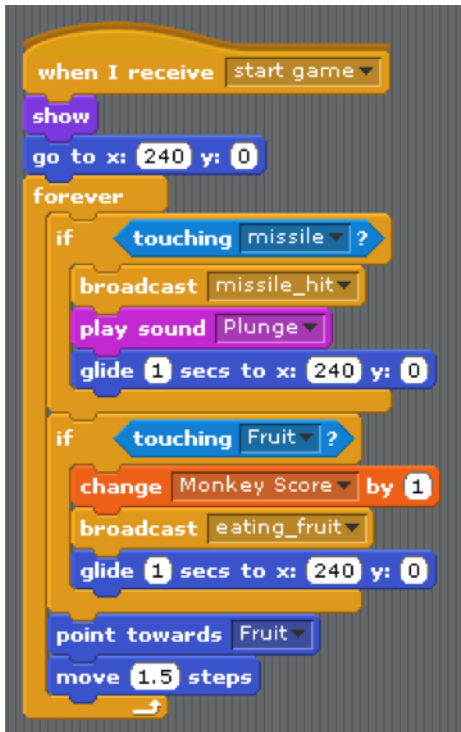 when I receive start game
show
go to x: 240 y: 0
forever
if touching missile ?
broadcast missile_hit
play sound Plunge
glide 1 secs to x: 240 y: 0
if touching Fruit ?
change Monkey Score by 1
broadcast eating_fruit
glide 1 secs to x: 240 y: 0
point towards Fruit
move 1.5 steps